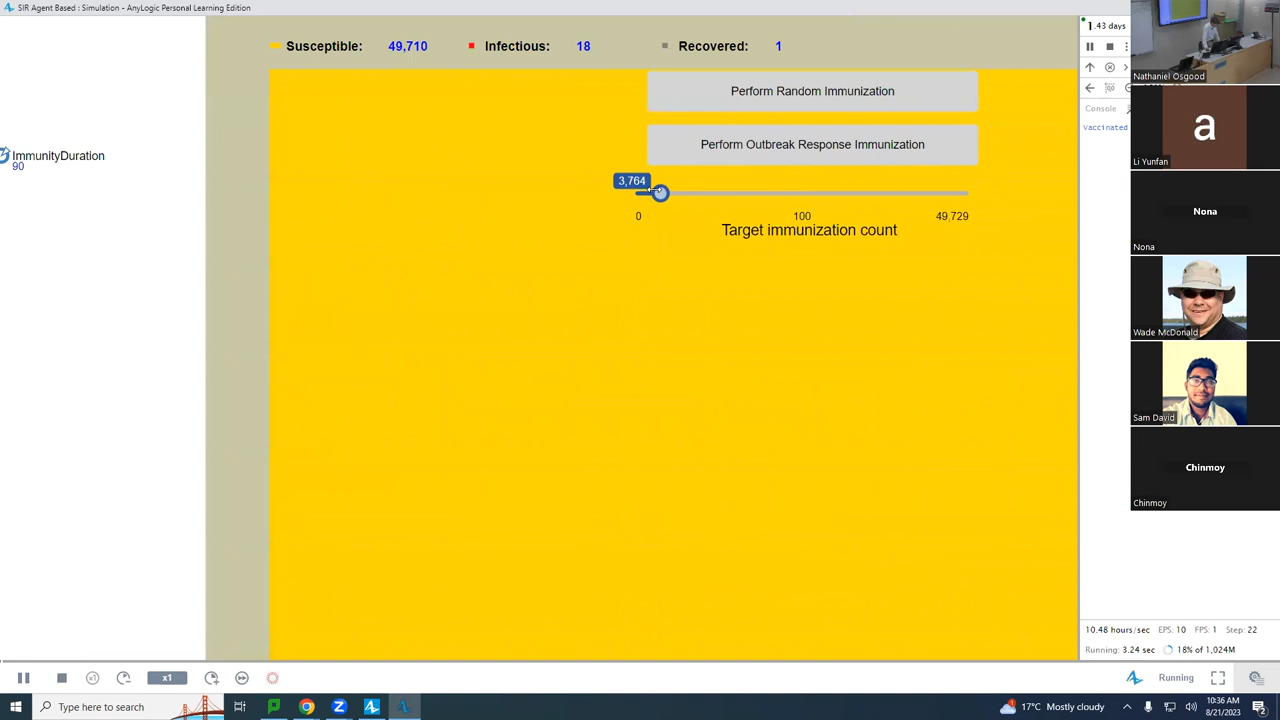 SIR Agent Based : Simulation - AnyLogic Personal Learning Edition
Susceptible: 49,710 Infectious: 18 Recovered: 1
Perform Random Immunization
Perform Outbreak Response Immunization
3,764
0 100 49,729
Target immunization count
ImmunityDuration
90
1.43 days
Console
Vaccinated
10.48 hours/sec EPS: 10 FPS: 1 Step: 22
Running: 3.24 sec 18% of 1,024M
Nathaniel Osgood
a
Li Yunfan
Nona
Nona
Wade McDonald
Sam David
Chinmoy
Chinmoy
x1
Running
Type here to search
17°C Mostly cloudy
10:36 AM
8/21/2023
2